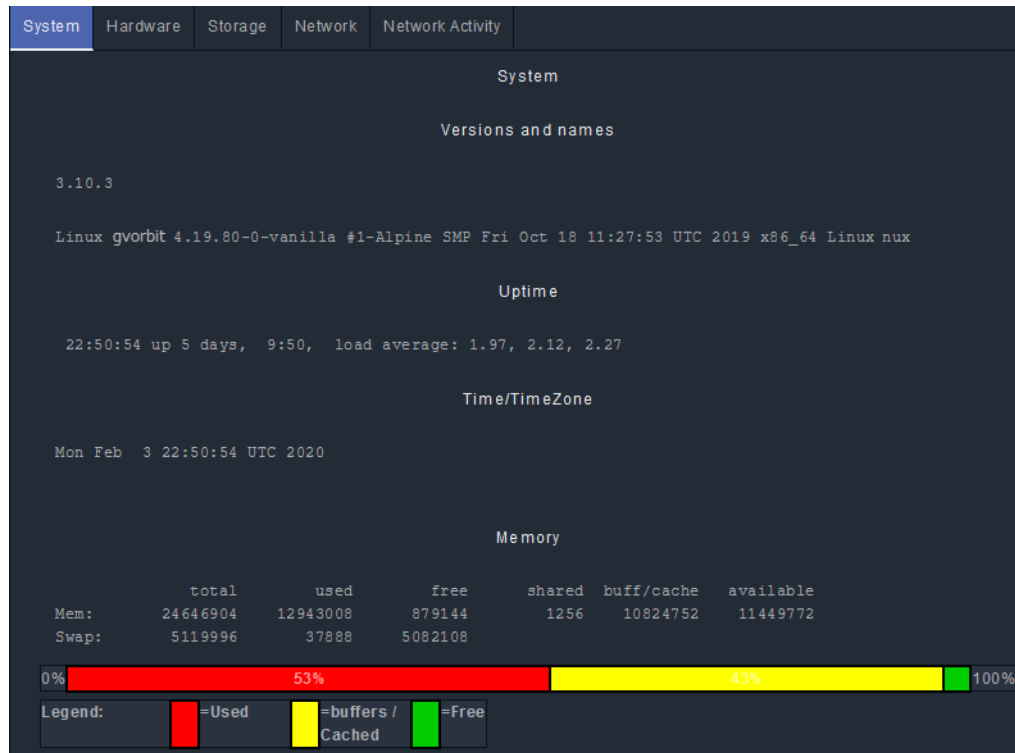 System Hardware Storage Network Network Activity
System
Versions and names
3.10.3
Linux gvorbit 4.19.80-0-vanilla #1-Alpine SMP Fri Oct 18 11:27:53 UTC 2019 x86_64 Linux nux
Uptime
22:50:54 up 5 days, 9:50, load average: 1.97, 2.12, 2.27
Time/TimeZone
Mon Feb 3 22:50:54 UTC 2020
Memory
total used free shared buff/cache available
Mem: 24646904 12943008 879144 1256 10824752 11449772
Swap: 5119996 37888 5082108
0% 53% 43% 100%
Legend: =Used =buffers / =Free
Cached